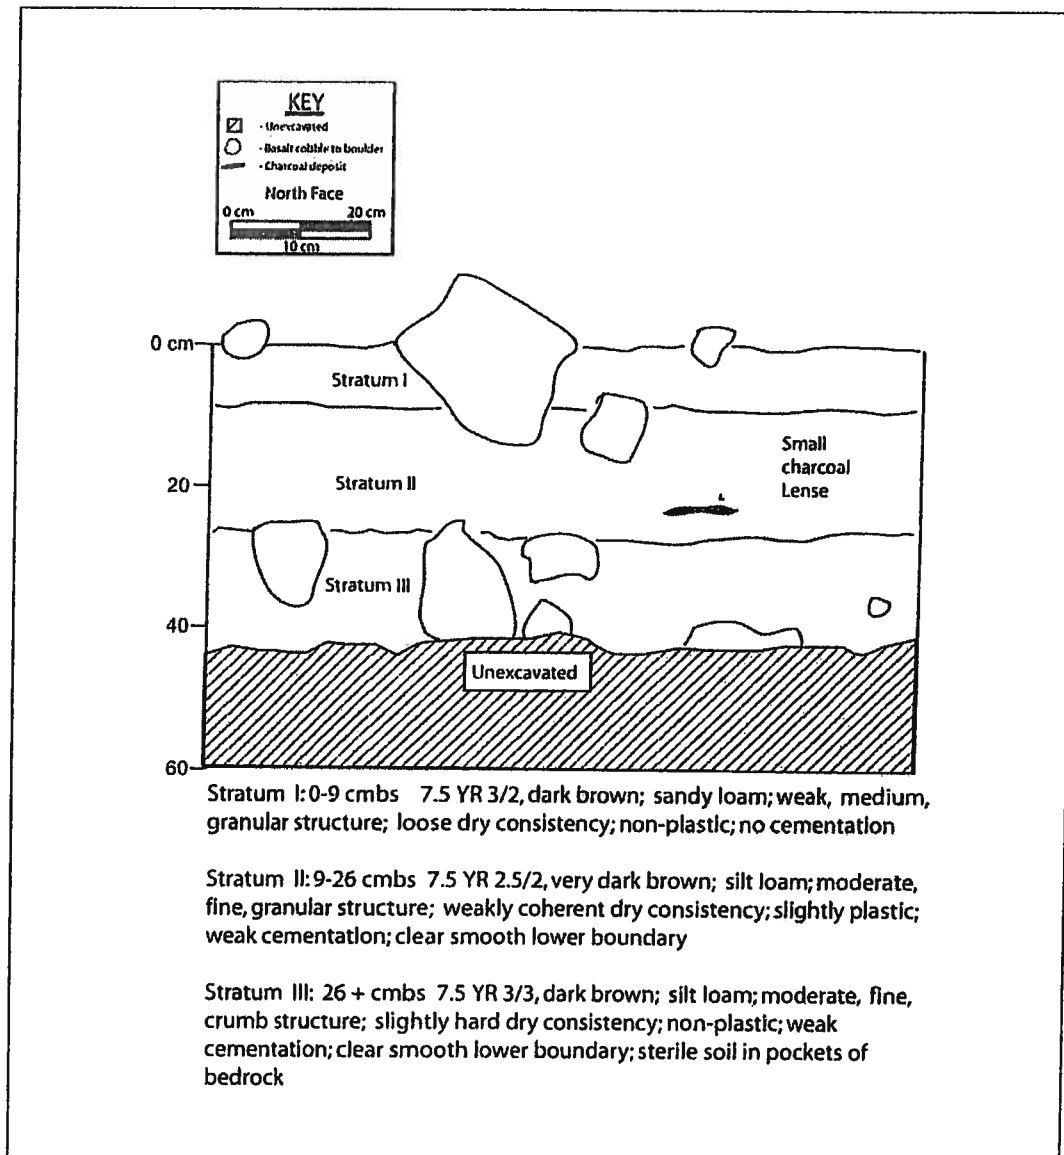 KEY
- Unexcavated
- Basalt cobble to boulder
- Charcoal deposit
North Face
0 cm 20 cm
10 cm
0 cm
Stratum I
Small
charcoal
Lense
20
Stratum II
Stratum III
40
Unexcavated
60
Stratum I: 0-9 cmbs 7.5 YR 3/2, dark brown; sandy loam; weak, medium,
granular structure; loose dry consistency; non-plastic; no cementation
Stratum II: 9-26 cmbs 7.5 YR 2.5/2, very dark brown; silt loam; moderate,
fine, granular structure; weakly coherent dry consistency; slightly plastic;
weak cementation; clear smooth lower boundary
Stratum III: 26 + cmbs 7.5 YR 3/3, dark brown; silt loam; moderate, fine,
crumb structure; slightly hard dry consistency; non-plastic; weak
cementation; clear smooth lower boundary; sterile soil in pockets of
bedrock